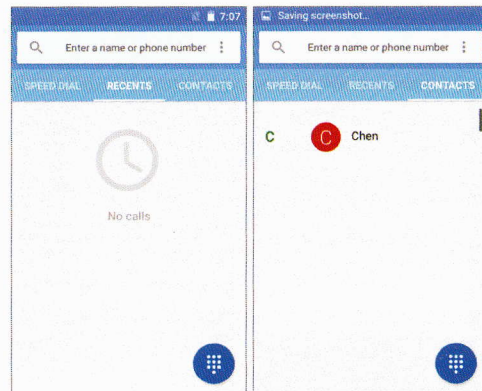 7:07
Enter a name or phone number
SPEED DIAL RECENTS CONTACTS
No calls
Saving screenshot...
Enter a name or phone number
SPEED DIAL RECENTS CONTACTS
C C Chen